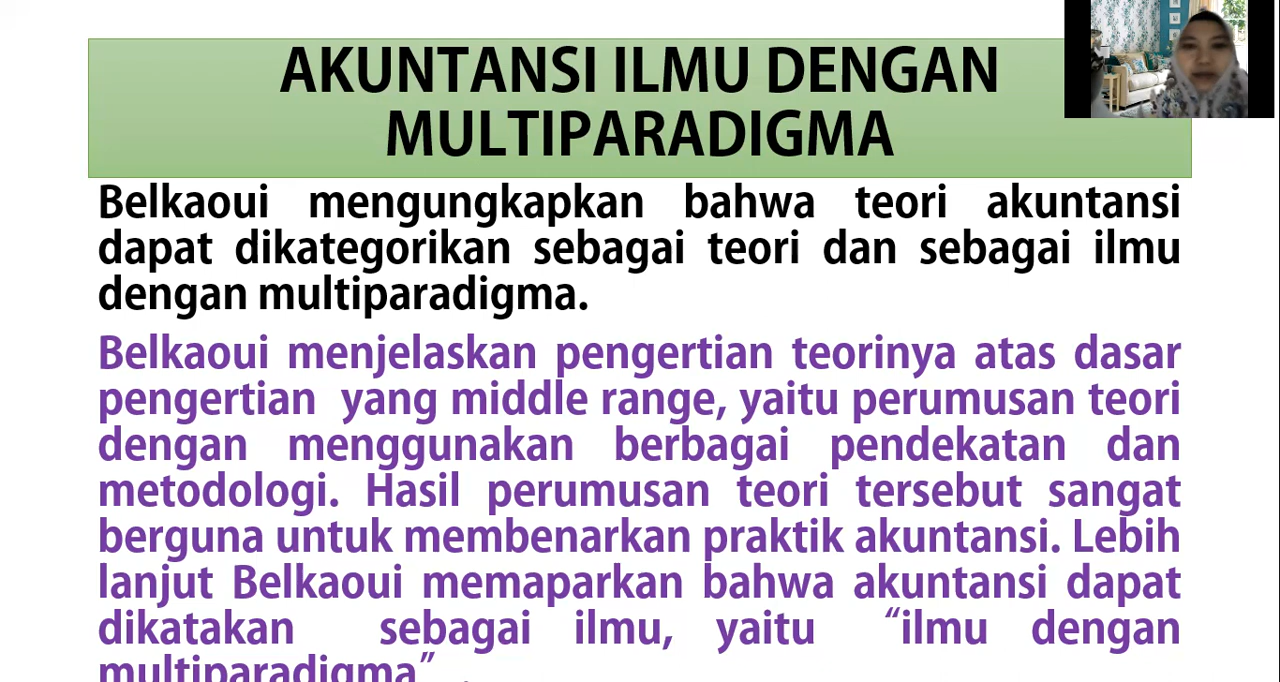 AKUNTANSI ILMU DENGAN
MULTIPARADIGMA
Belkaoui mengungkapkan bahwa teori akuntansi
dapat dikategorikan sebagai teori dan sebagai ilmu
dengan multiparadigma.
Belkaoui menjelaskan pengertian teorinya atas dasar
pengertian yang middle range, yaitu perumusan teori
dengan menggunakan berbagai pendekatan dan
metodologi. Hasil perumusan teori tersebut sangat
berguna untuk membenarkan praktik akuntansi. Lebih
lanjut Belkaoui memaparkan bahwa akuntansi dapat
dikatakan sebagai ilmu, yaitu “ilmu dengan
multiparadigma” .